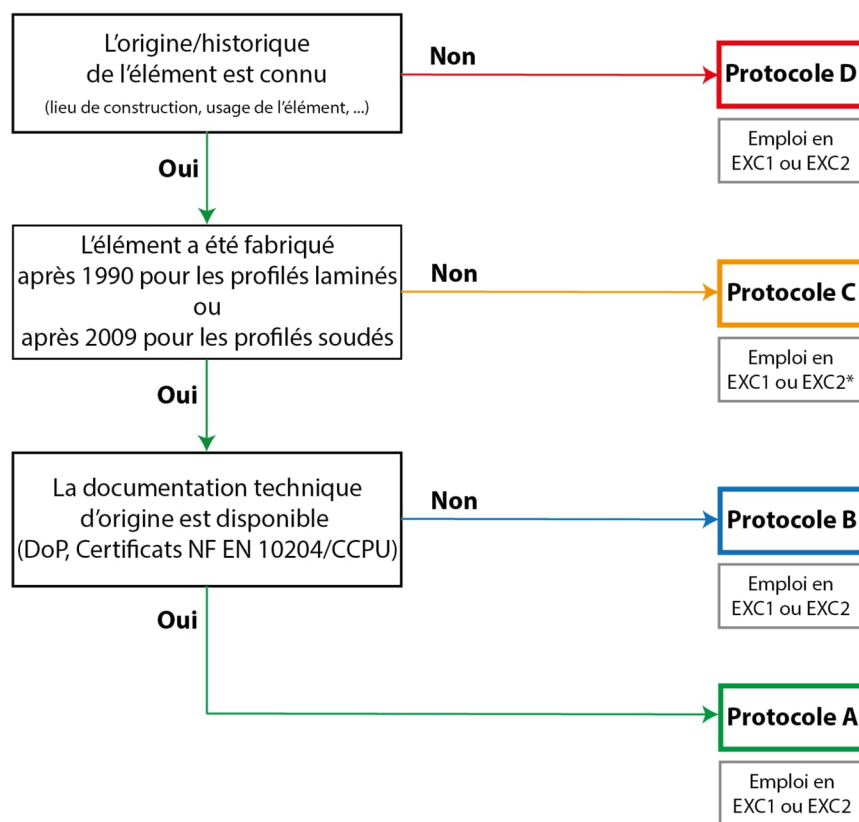 L'origine/historique
de l'élément est connu
(lieu de construction, usage de l'élément, ...)
Non
Protocole D
Emploi en
EXC1 ou EXC2
Oui
L'élément a été fabriqué
après 1990 pour les profilés laminés
ou
après 2009 pour les profilés soudés
Non
Protocole C
Emploi en
EXC1 ou EXC2*
Oui
La documentation technique
d'origine est disponible
(DoP, Certificats NF EN 10204/CCPU)
Non
Protocole B
Emploi en
EXC1 ou EXC2
Oui
Protocole A
Emploi en
EXC1 ou EXC2